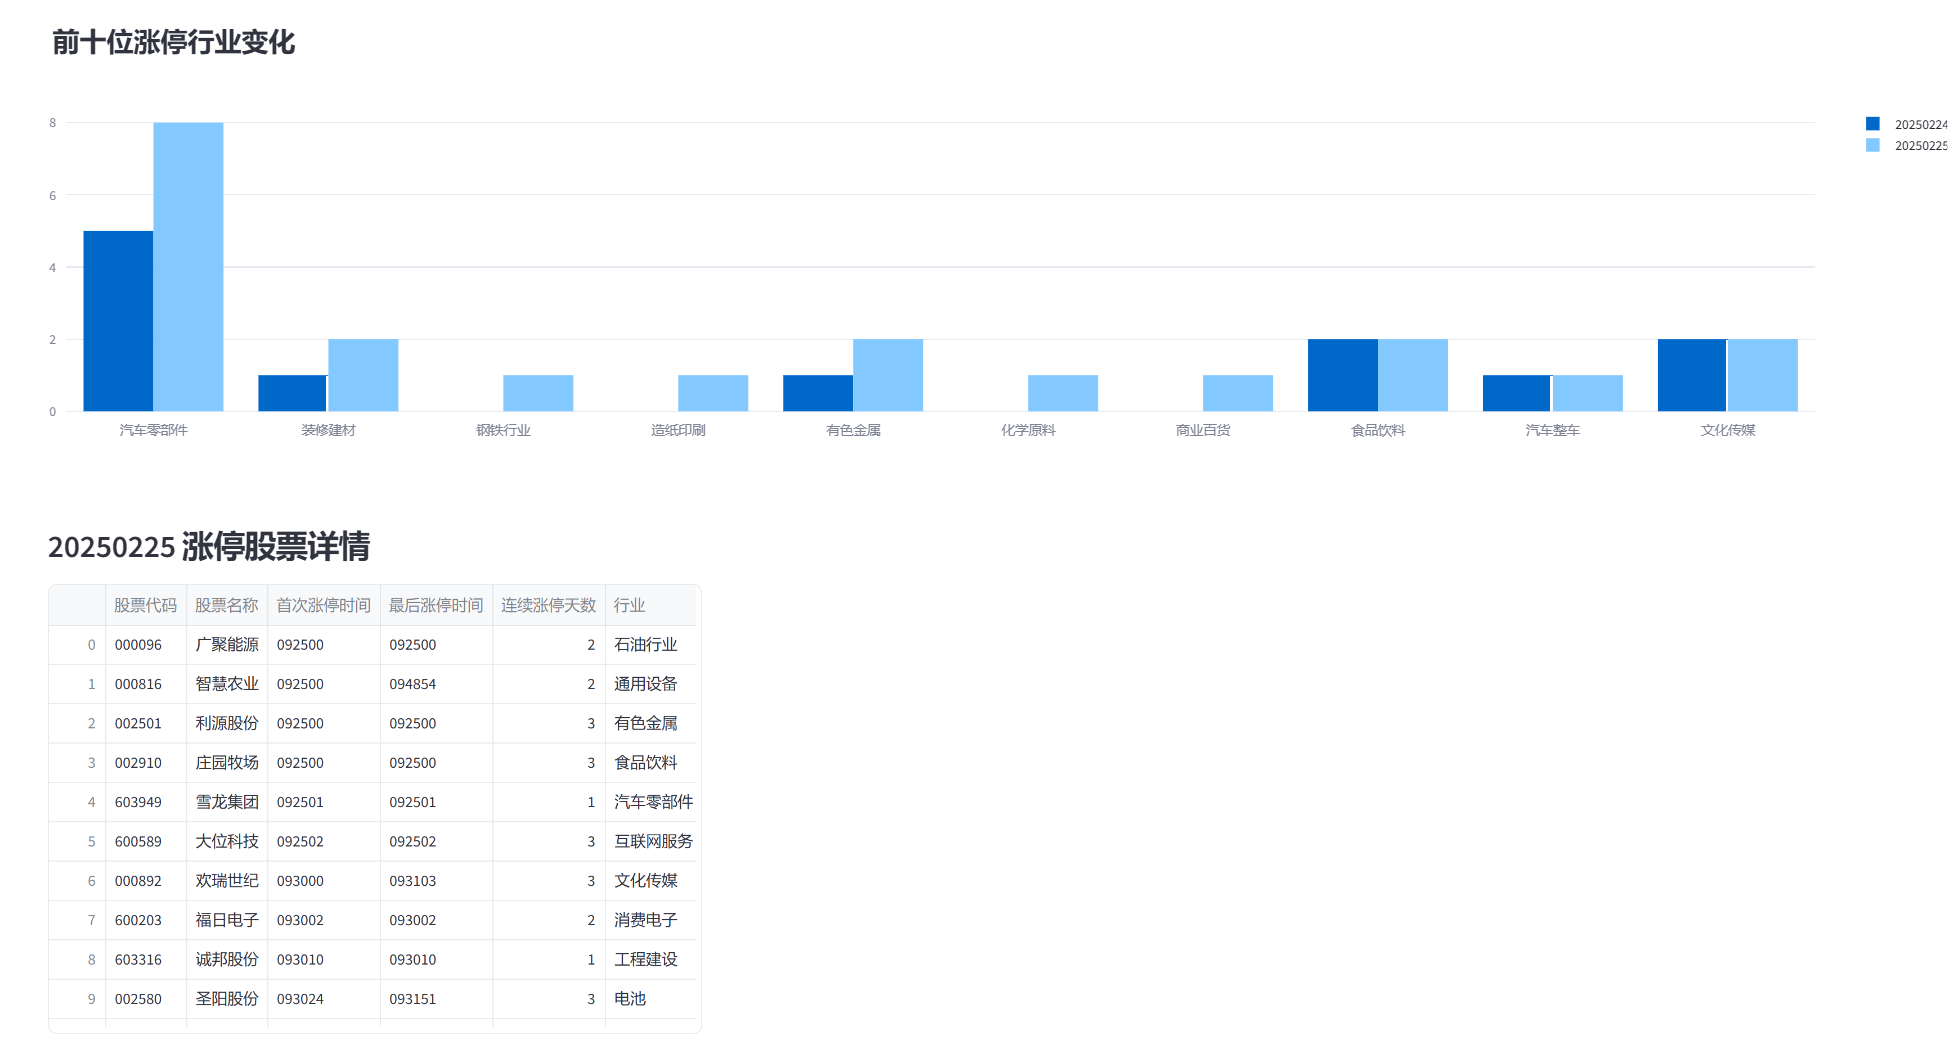 前十位涨停行业变化
8
20250224
20250225
6
4
2
0
汽车零部件 装修建材 钢铁行业 造纸印刷 有色金属 化学原料 商业百货 食品饮料 汽车整车 文化传媒
20250225 涨停股票详情
股票代码 股票名称 首次涨停时间 最后涨停时间 连续涨停天数 行业
0 000096 广聚能源 092500 092500 2 石油行业
1 000816 智慧农业 092500 094854 2 通用设备
2 002501 利源股份 092500 092500 3 有色金属
3 002910 庄园牧场 092500 092500 3 食品饮料
4 603949 雪龙集团 092501 092501 1 汽车零部件
5 600589 大位科技 092502 092502 3 互联网服务
6 000892 欢瑞世纪 093000 093103 3 文化传媒
7 600203 福日电子 093002 093002 2 消费电子
8 603316 诚邦股份 093010 093010 1 工程建设
9 002580 圣阳股份 093024 093151 3 电池